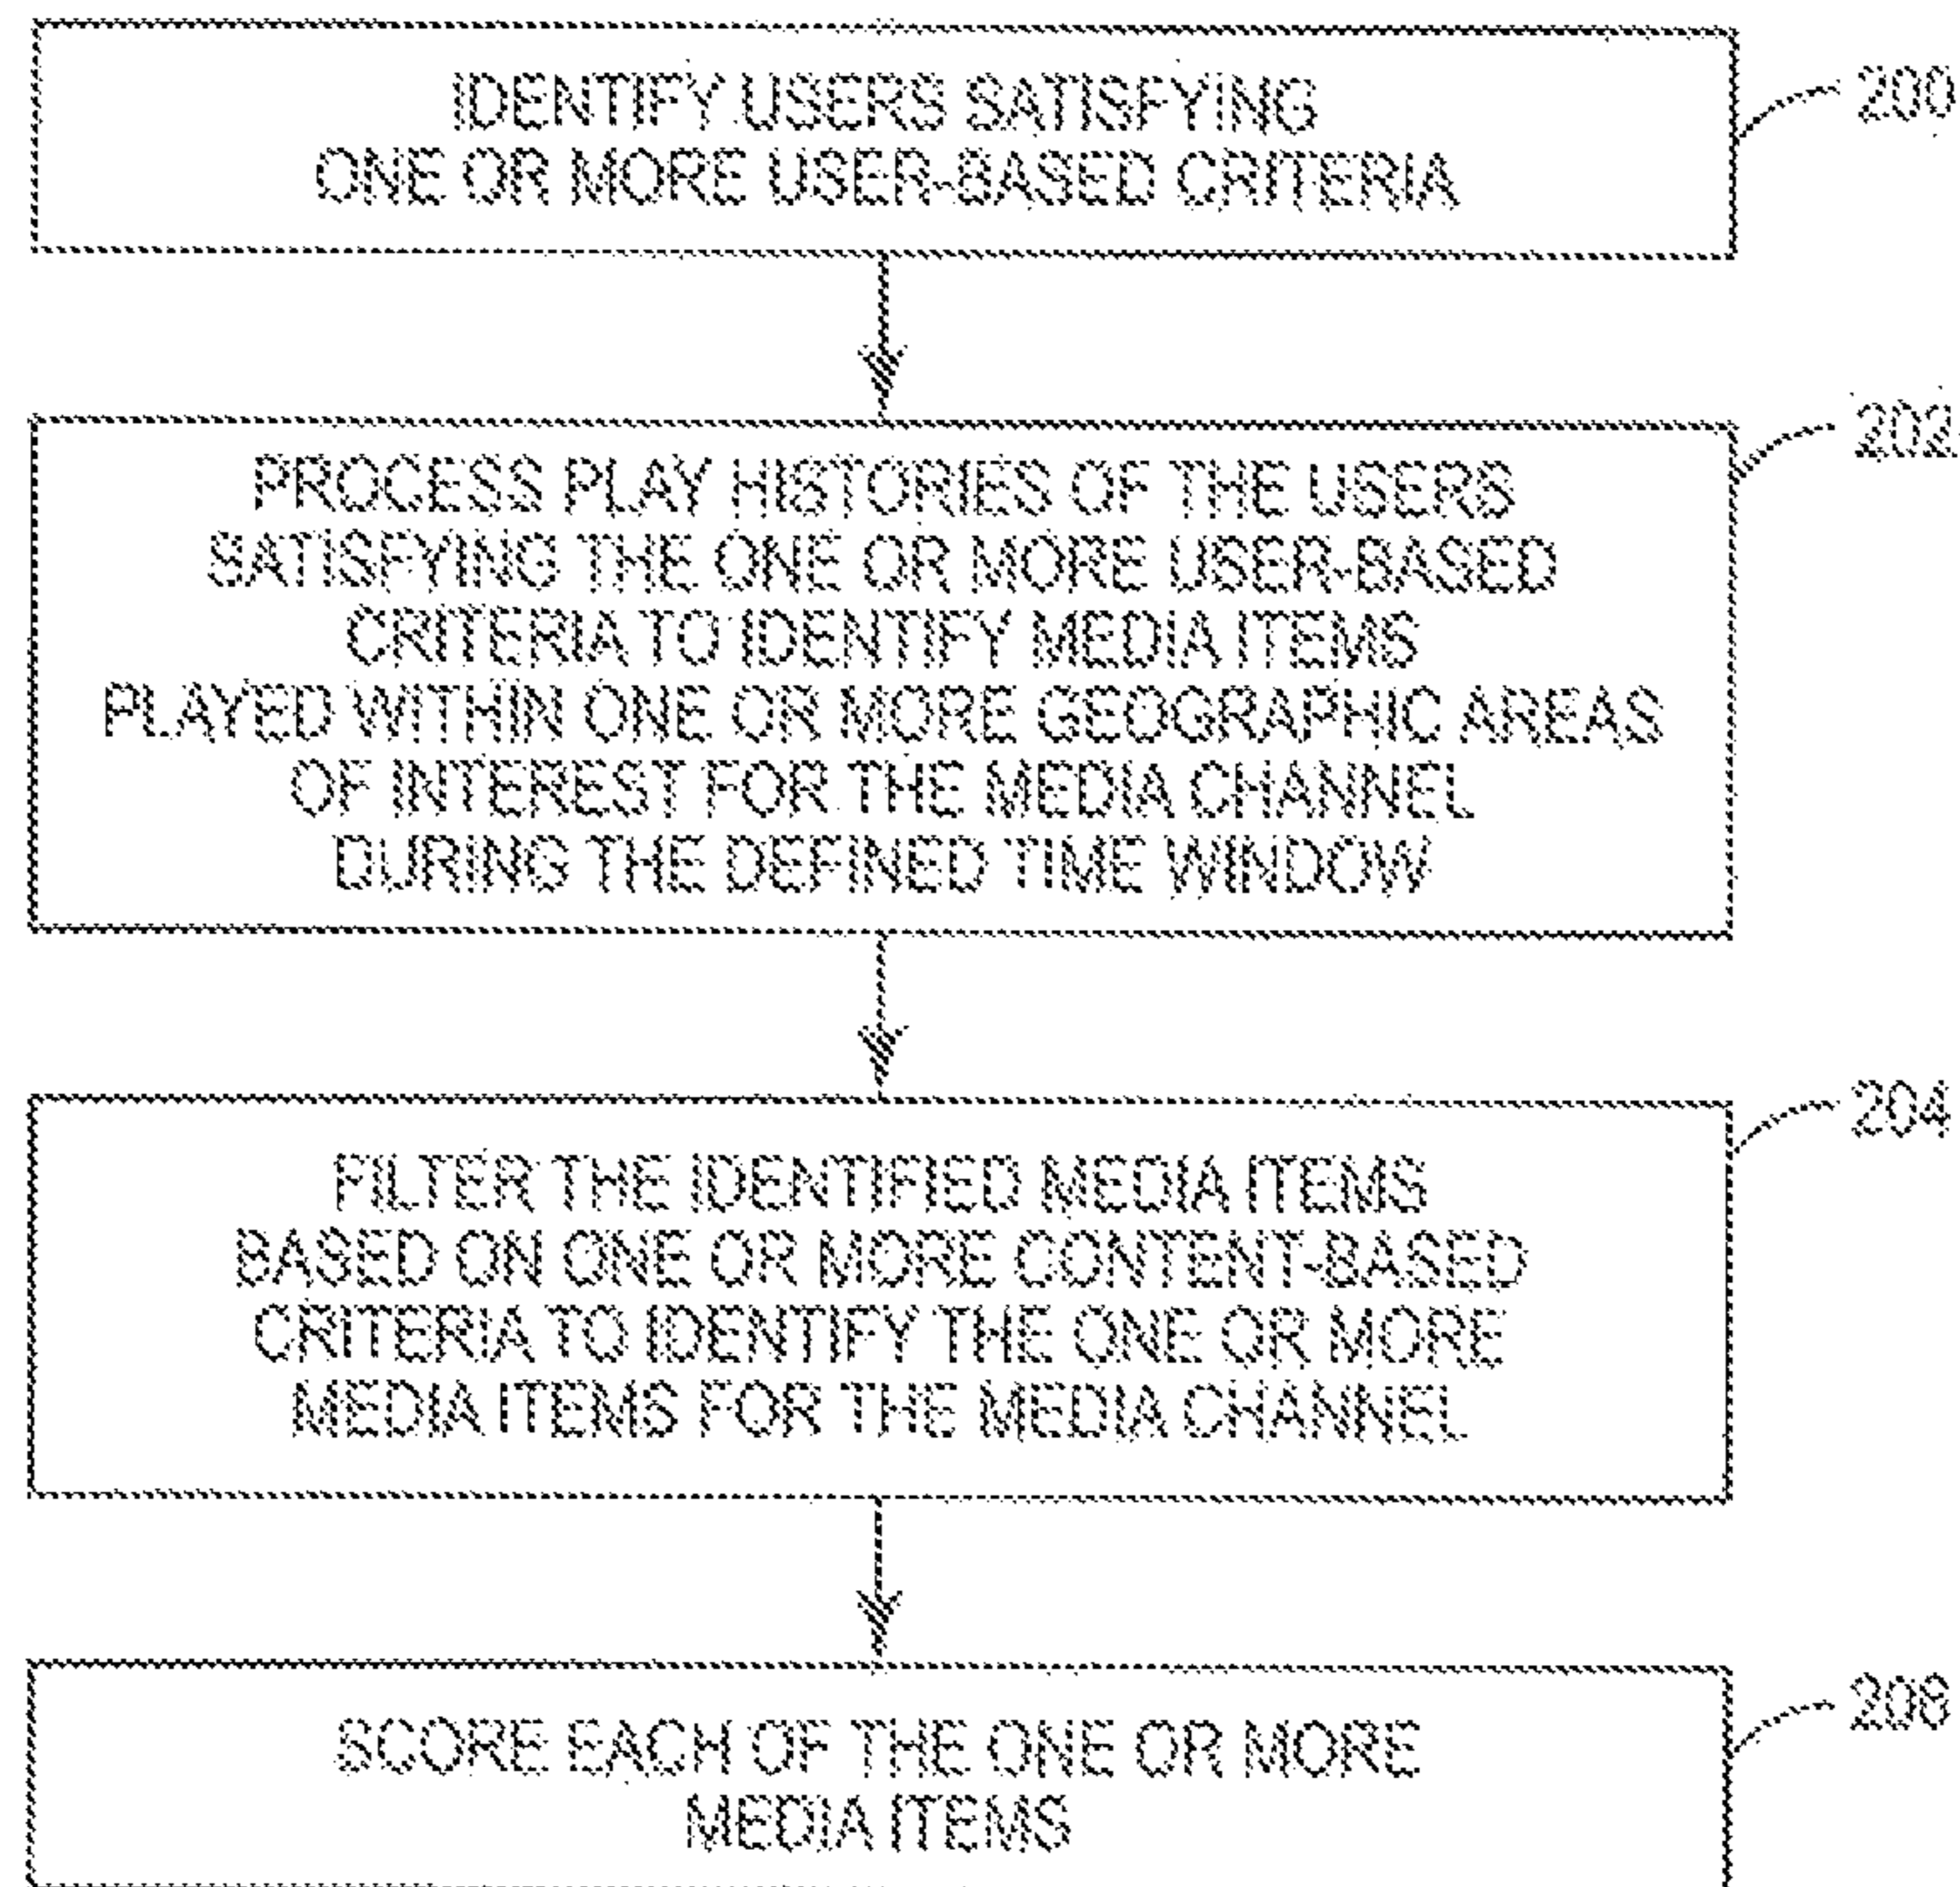 IDENTIFY USERS SATISFYING
ONE OR MORE USER-BASED CRITERIA
200
PROCESS PLAY HISTORIES OF THE USERS
SATISFYING THE ONE OR MORE USER-BASED
CRITERIA TO IDENTIFY MEDIA ITEMS
PLAYED WITHIN ONE OR MORE GEOGRAPHIC AREAS
OF INTEREST FOR THE MEDIA CHANNEL
DURING THE DEFINED TIME WINDOW
202
FILTER THE IDENTIFIED MEDIA ITEMS
BASED ON ONE OR MORE CONTENT-BASED
CRITERIA TO IDENTIFY THE ONE OR MORE
MEDIA ITEMS FOR THE MEDIA CHANNEL
204
SCORE EACH OF THE ONE OR MORE
MEDIA ITEMS